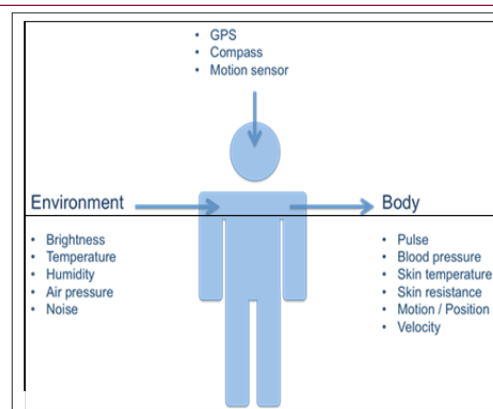 • GPS
• Compass
• Motion sensor
Environment
• Brightness
• Temperature
• Humidity
• Air pressure
• Noise
Body
• Pulse
• Blood pressure
• Skin temperature
• Skin resistance
• Motion / Position
• Velocity